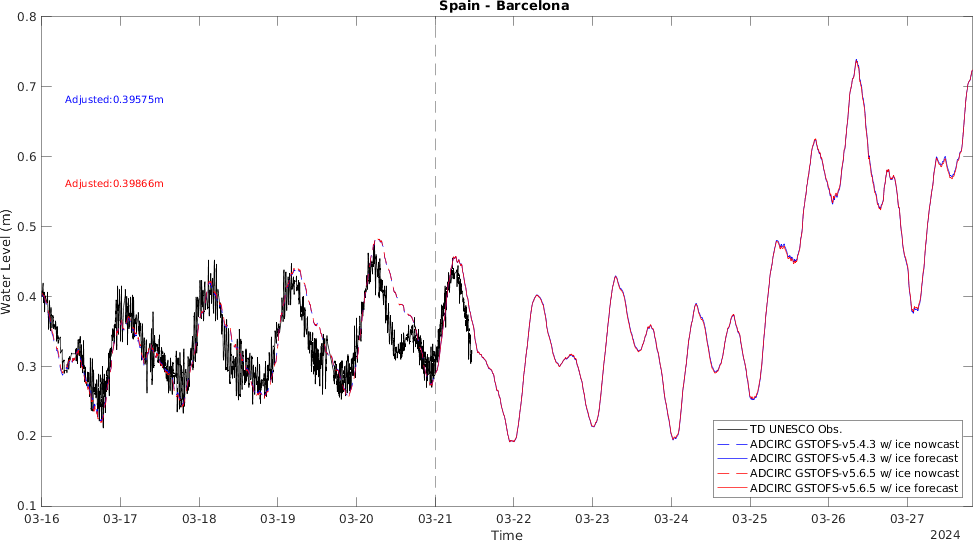 Spain - Barcelona
0.8
0.7
0.6
0.5
0.4
0.3
0.2
0.1
Water Level (m)
Adjusted:0.39575m
Adjusted:0.39866m
TD UNESCO Obs.
ADCIRC GSTOFS-v5.4.3 w/ ice nowcast
ADCIRC GSTOFS-v5.4.3 w/ ice forecast
ADCIRC GSTOFS-v5.6.5 w/ ice nowcast
ADCIRC GSTOFS-v5.6.5 w/ ice forecast
03-16 03-17 03-18 03-19 03-20 03-21 03-22 03-23 03-24 03-25 03-26 03-27
Time
2024